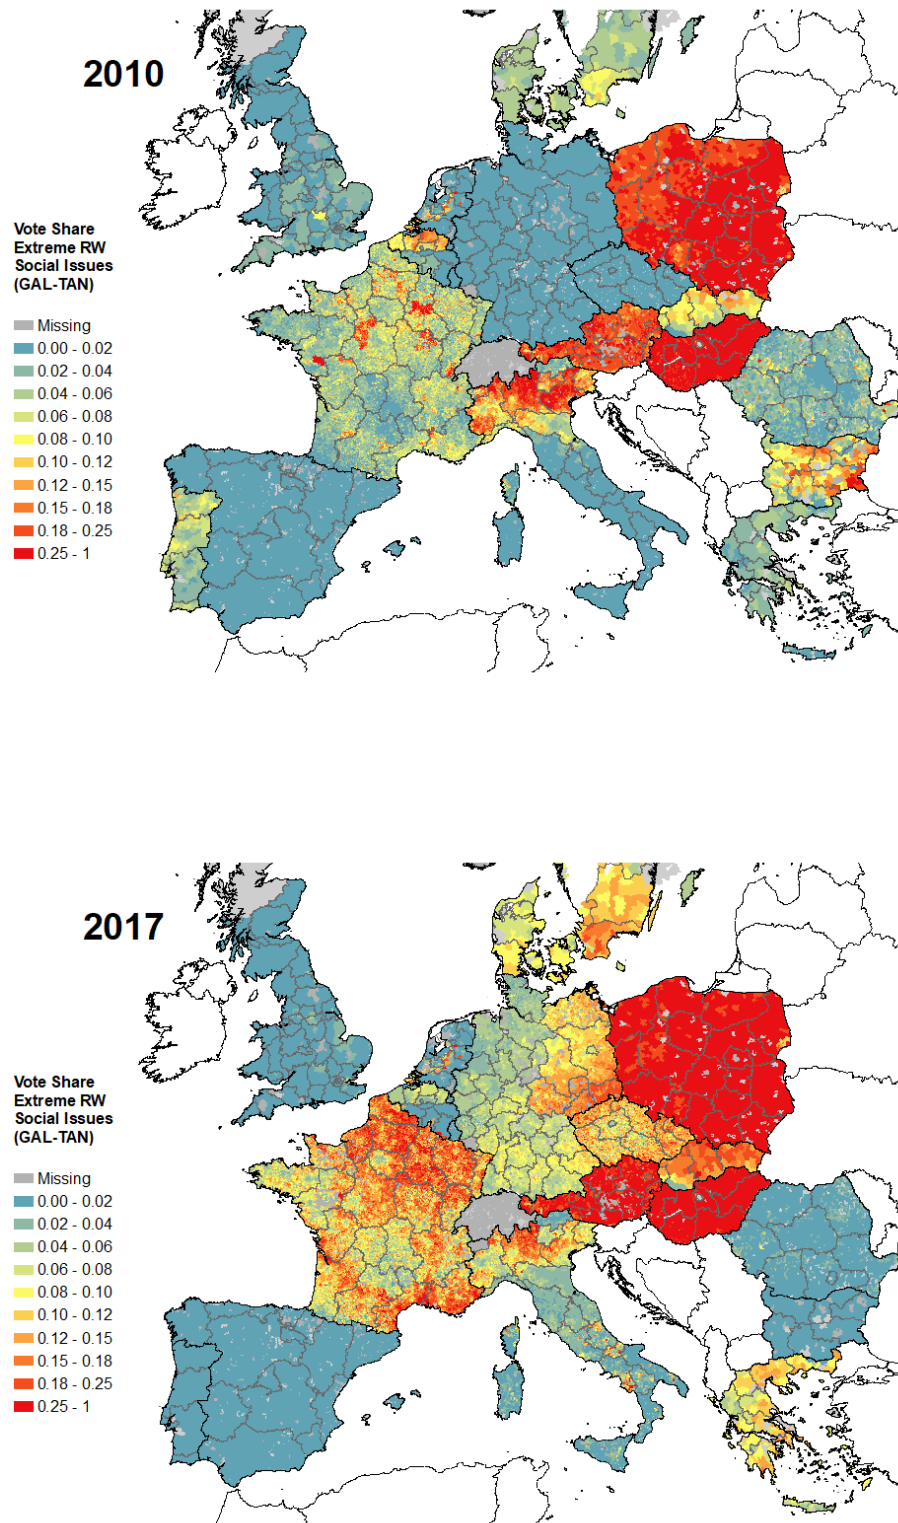 2010
Vote Share
Extreme RW
Social Issues
(GAL-TAN)
Missing
0.00 - 0.02
0.02 - 0.04
0.04 - 0.06
0.06 - 0.08
0.08 - 0.10
0.10 - 0.12
0.12 - 0.15
0.15 - 0.18
0.18 - 0.25
0.25 - 1
2017
Vote Share
Extreme RW
Social Issues
(GAL-TAN)
Missing
0.00 - 0.02
0.02 - 0.04
0.04 - 0.06
0.06 - 0.08
0.08 - 0.10
0.10 - 0.12
0.12 - 0.15
0.15 - 0.18
0.18 - 0.25
0.25 - 1